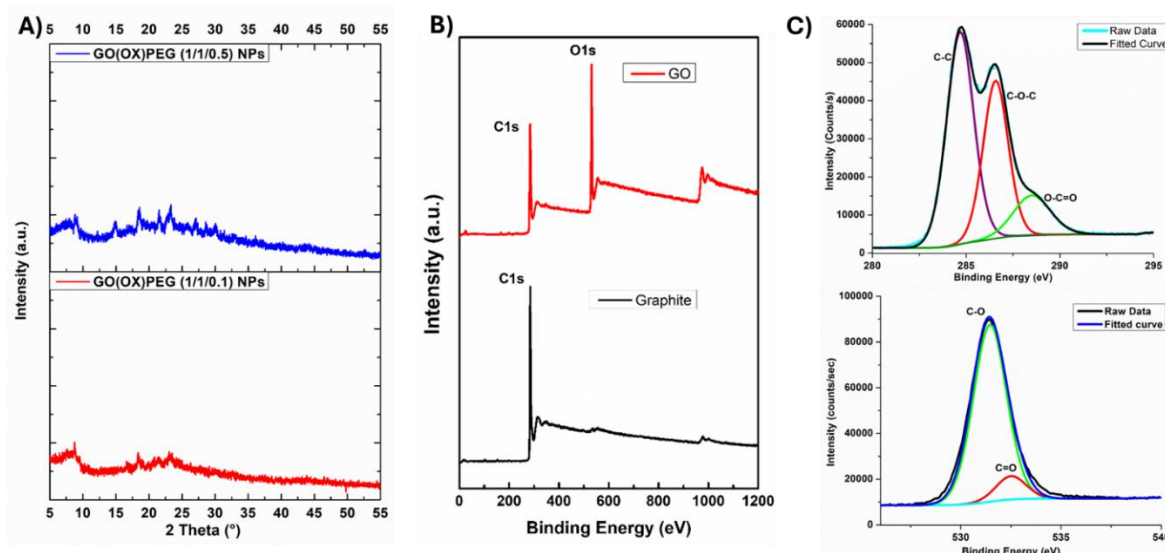 A)
5 10 15 20 25 30 35 40 45 50 55
GO(OX)PEG (1/1/0.5) NPs
GO(OX)PEG (1/1/0.1) NPs
Intensity (a.u.)
5 10 15 20 25 30 35 40 45 50 55
2 Theta (°)
B)
O1s
GO
C1s
C1s
Graphite
Intensity (a.u.)
0 200 400 600 800 1000 1200
Binding Energy (eV)
C)
60000
50000
40000
30000
20000
10000
0
Intensity (Counts/s)
Raw Data
Fitted Curve
C-C
C-O-C
O-C=O
280 285 290 295
Binding Energy (eV)
100000
80000
60000
40000
20000
0
Intensity (counts/sec)
Raw Data
Fitted curve
C-O
C=O
530 535 540
Binding Energy (eV)